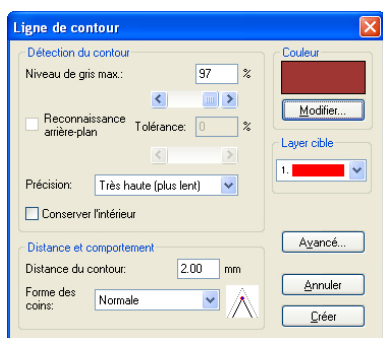 Ligne de contour
Détection du contour
Niveau de gris max.: 97 %
Reconnaissance arrière-plan
Tolérance: 0 %
Précision: Très haute (plus lent)
Conserver l'intérieur
Distance et comportement
Distance du contour: 2.00 mm
Forme des coins: Normale
Couleur
Modifier...
Layer cible
1.
Avancé...
Annuler
Créer